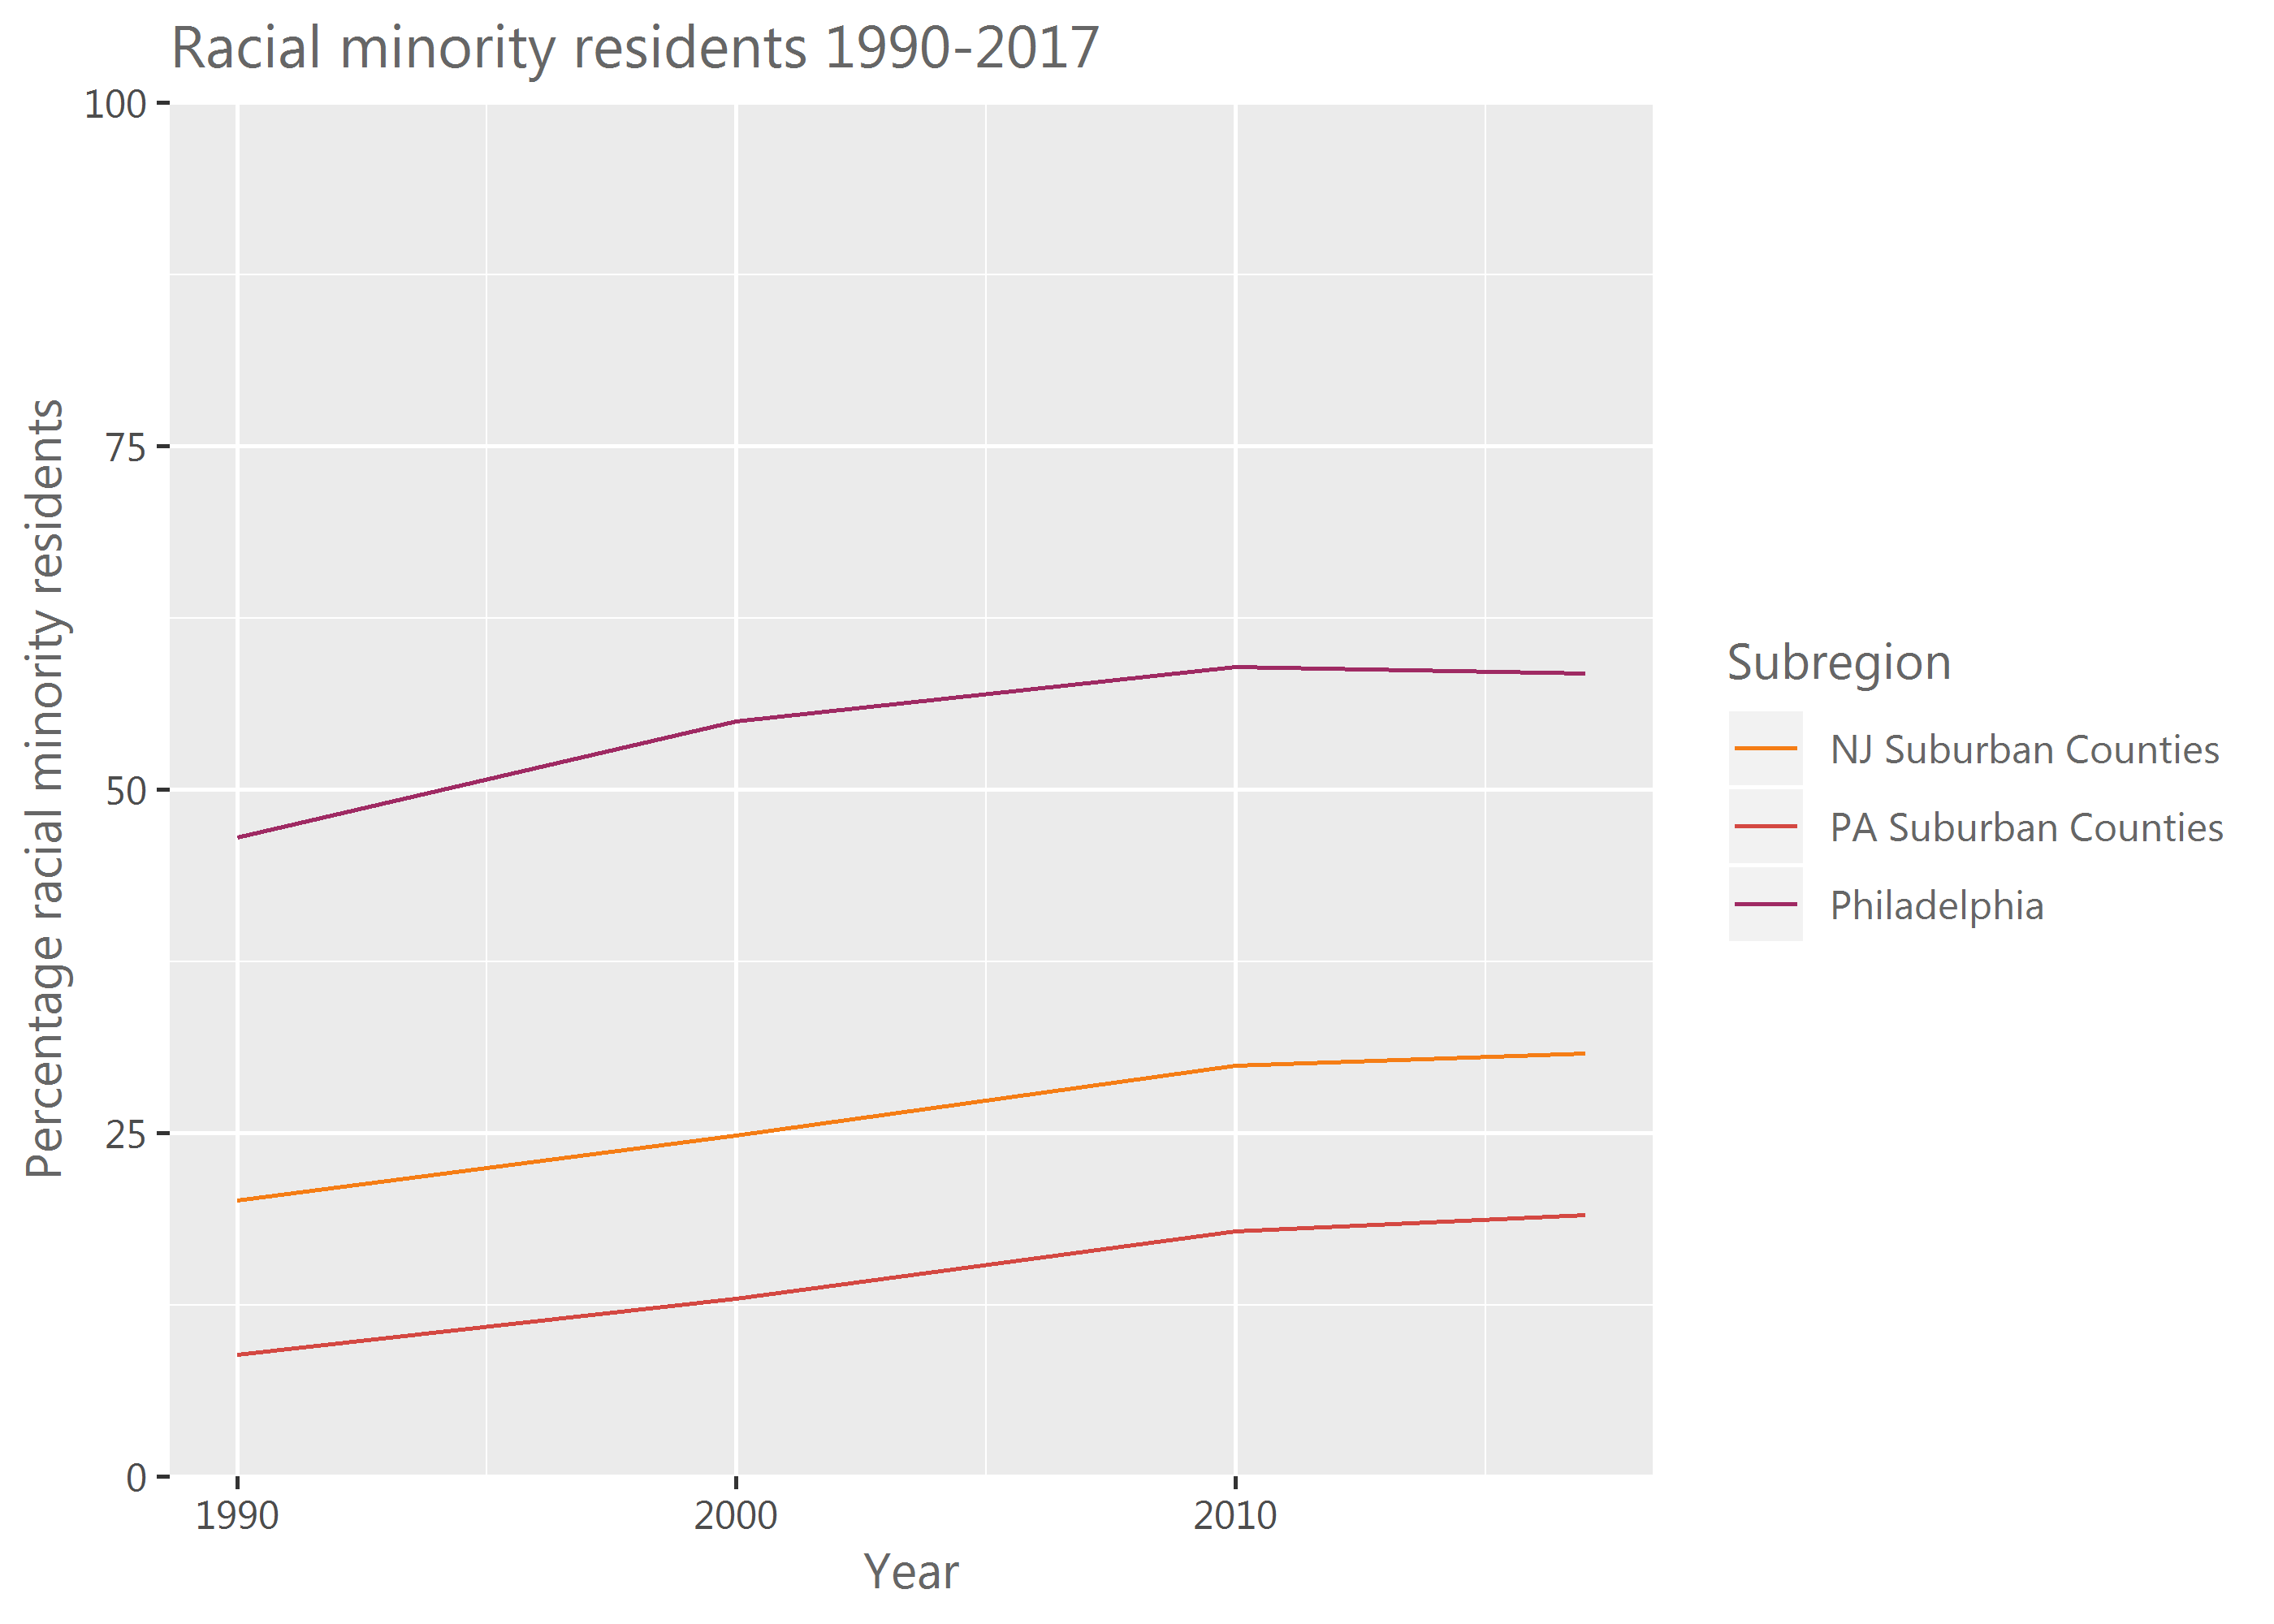 Racial minority residents 1990-2017
100
75
50
25
0
Percentage racial minority residents
1990 2000 2010
Year
Subregion
NJ Suburban Counties
PA Suburban Counties
Philadelphia